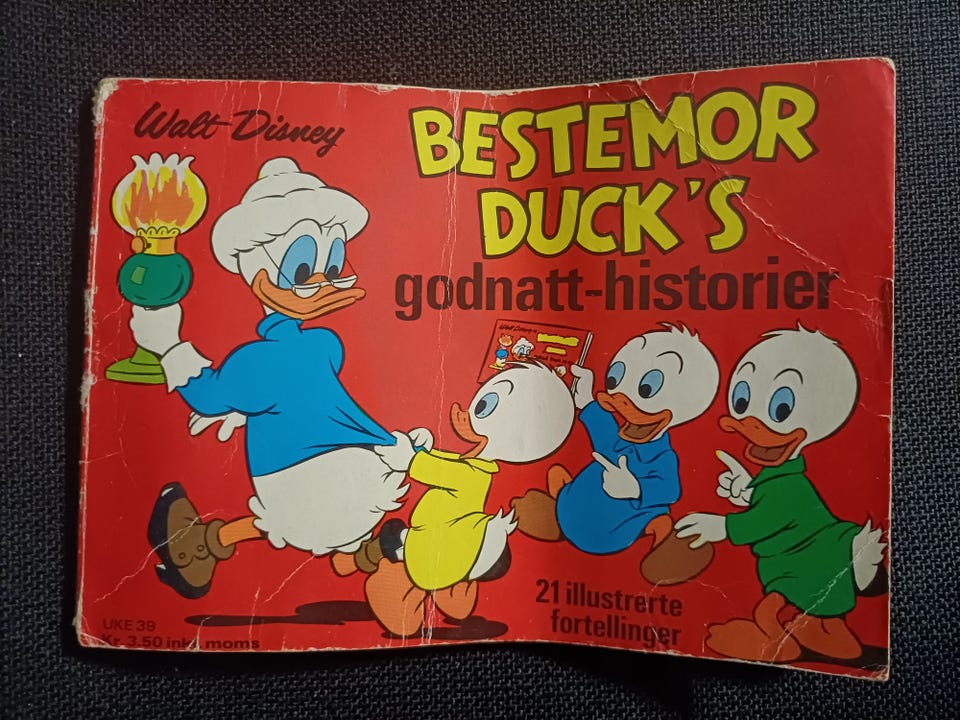 Walt Disney
BESTEMOR
DUCK'S
godnatt-historier
21 illustrerte
fortellinger
UKE 39
Kr. 3.50 inkl. moms